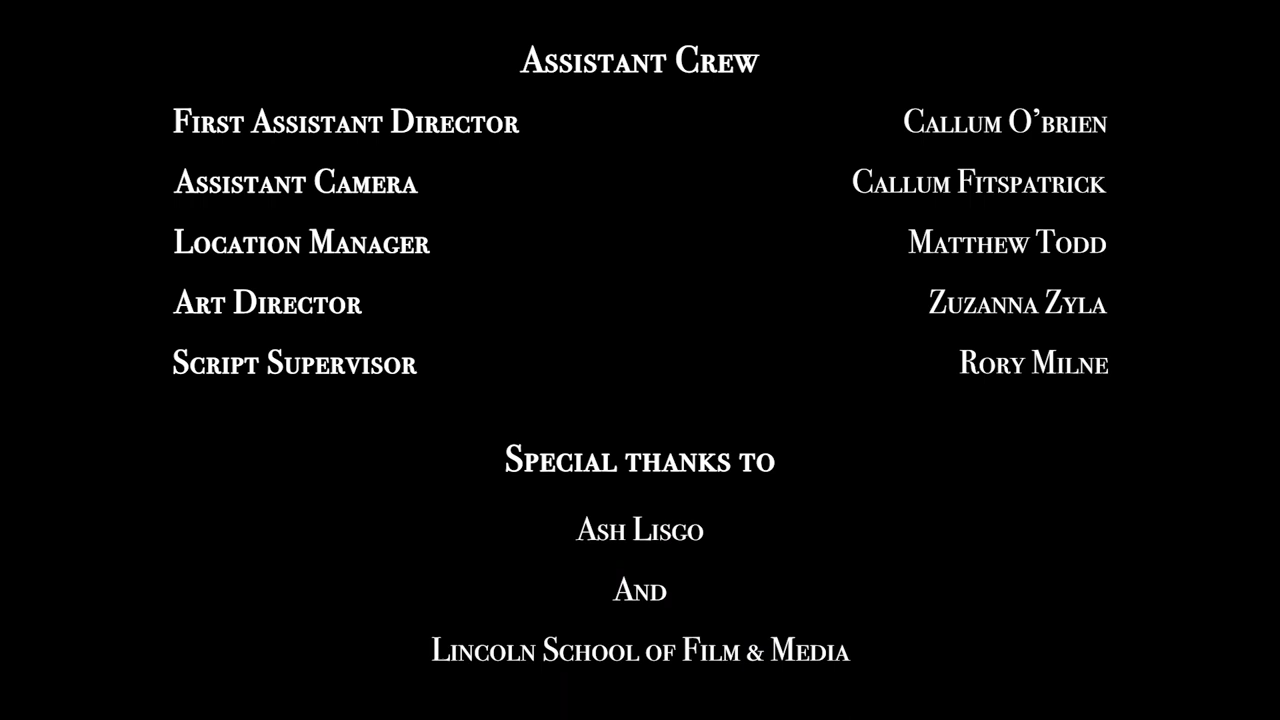 Assistant Crew
First Assistant Director Callum O’brien
Assistant Camera Callum Fitspatrick
Location Manager Matthew Todd
Art Director Zuzanna Zyla
Script Supervisor Rory Milne
Special thanks to
Ash Lisgo
And
Lincoln School of Film & Media